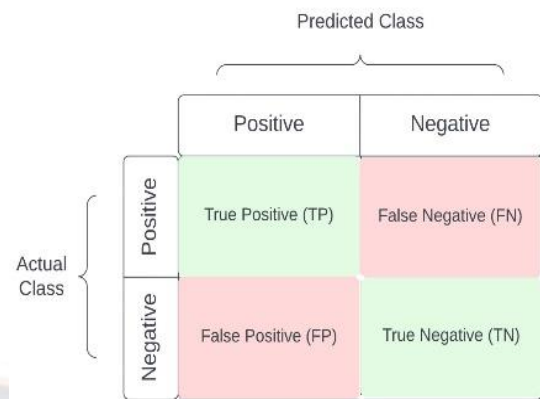 Predicted Class
Positive
Negative
Actual
Class
Positive
True Positive (TP)
False Negative (FN)
Negative
False Positive (FP)
True Negative (TN)